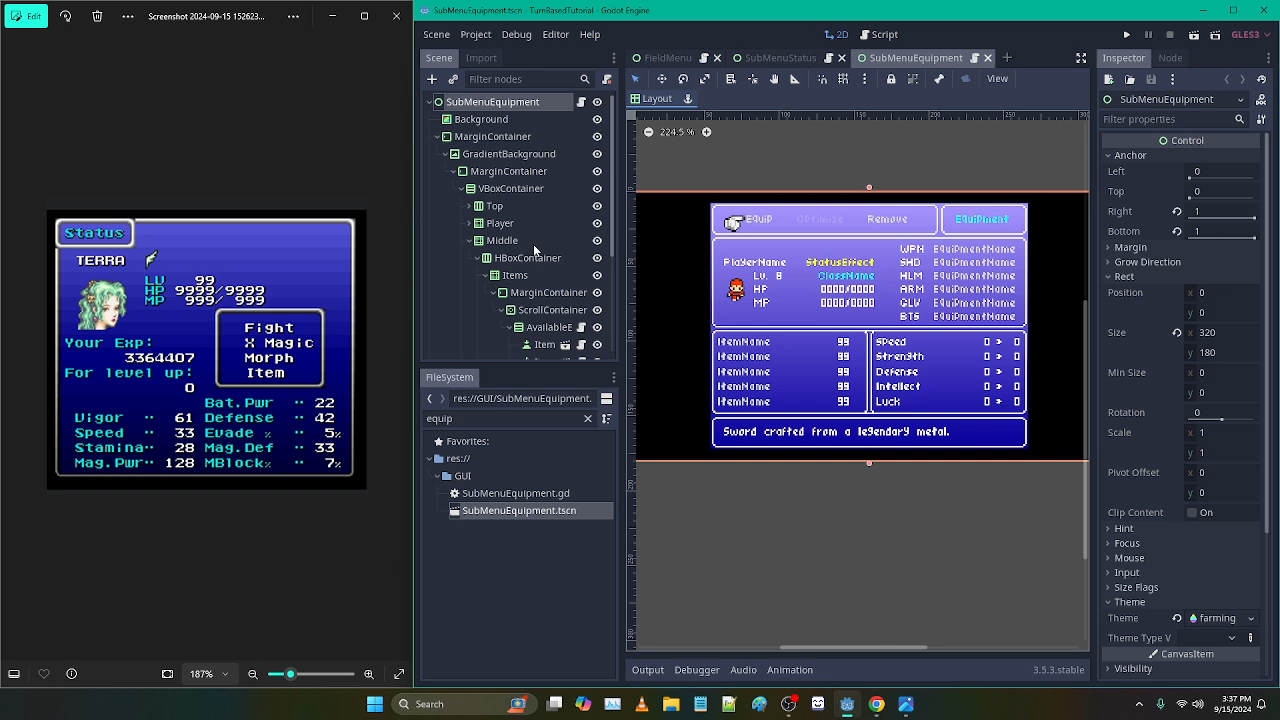 Edit
Screenshot 2024-09-15 152823...
Status
TERRA
LV 99
HP 9999/9999
MP 999/999
Your Exp:
3364407
For level up:
0
Fight
X Magic
Morph
Item
Bat.Pwr ·· 22
Vigor ·· 61
Defense ·· 42
Speed ·· 33
Evade % ·· 5%
Stamina·· 28
Mag.Def ·· 33
Mag.Pwr·· 128
MBlock% ·· 7%
187%
SubMenuEquipment.tscn - TurnBasedTutorial - Godot Engine
Scene Project Debug Editor Help
2D Script
GLES3
Scene Import
Filter nodes
SubMenuEquipment
Background
MarginContainer
GradientBackground
MarginContainer
VBoxContainer
Top
Player
Middle
HBoxContainer
Items
MarginContainer
ScrollContainer
AvailableE
Item
FileSystem
res://GUI/SubMenuEquipment.
equip
Favorites:
res://
GUI
SubMenuEquipment.gd
SubMenuEquipment.tscn
FieldMenu SubMenuStatus SubMenuEquipment
View
Layout
50 100 150 200 250 300
224.5 %
Equip Optimize Remove Equipment
WPN EquipmentName
PlayerName StatusEffect SHD EquipmentName
Lv. 8 ClassName HLM EquipmentName
HP 0000/0000 ARM EquipmentName
MP 0000/0000 GLV EquipmentName
BTS EquipmentName
ItemName 99 Speed 0 > 0
ItemName 99 Strength 0 > 0
ItemName 99 Defense 0 > 0
ItemName 99 Intellect 0 > 0
ItemName 99 Luck 0 > 0
Sword crafted from a legendary metal.
Output Debugger Audio Animation
3.5.3.stable
Inspector Node
SubMenuEquipment
Filter properties
Control
Anchor
Left 0
Top 0
Right 1
Bottom 1
Margin
Grow Direction
Rect
Position x 0
y 0
Size x 320
y 180
Min Size x 0
y 0
Rotation 0
Scale x 1
y 1
Pivot Offset x 0
y 0
Clip Content On
Hint
Focus
Mouse
Input
Size Flags
Theme
Theme farming
Theme Type V
CanvasItem
Visibility
Search
3:37 PM
9/15/2024